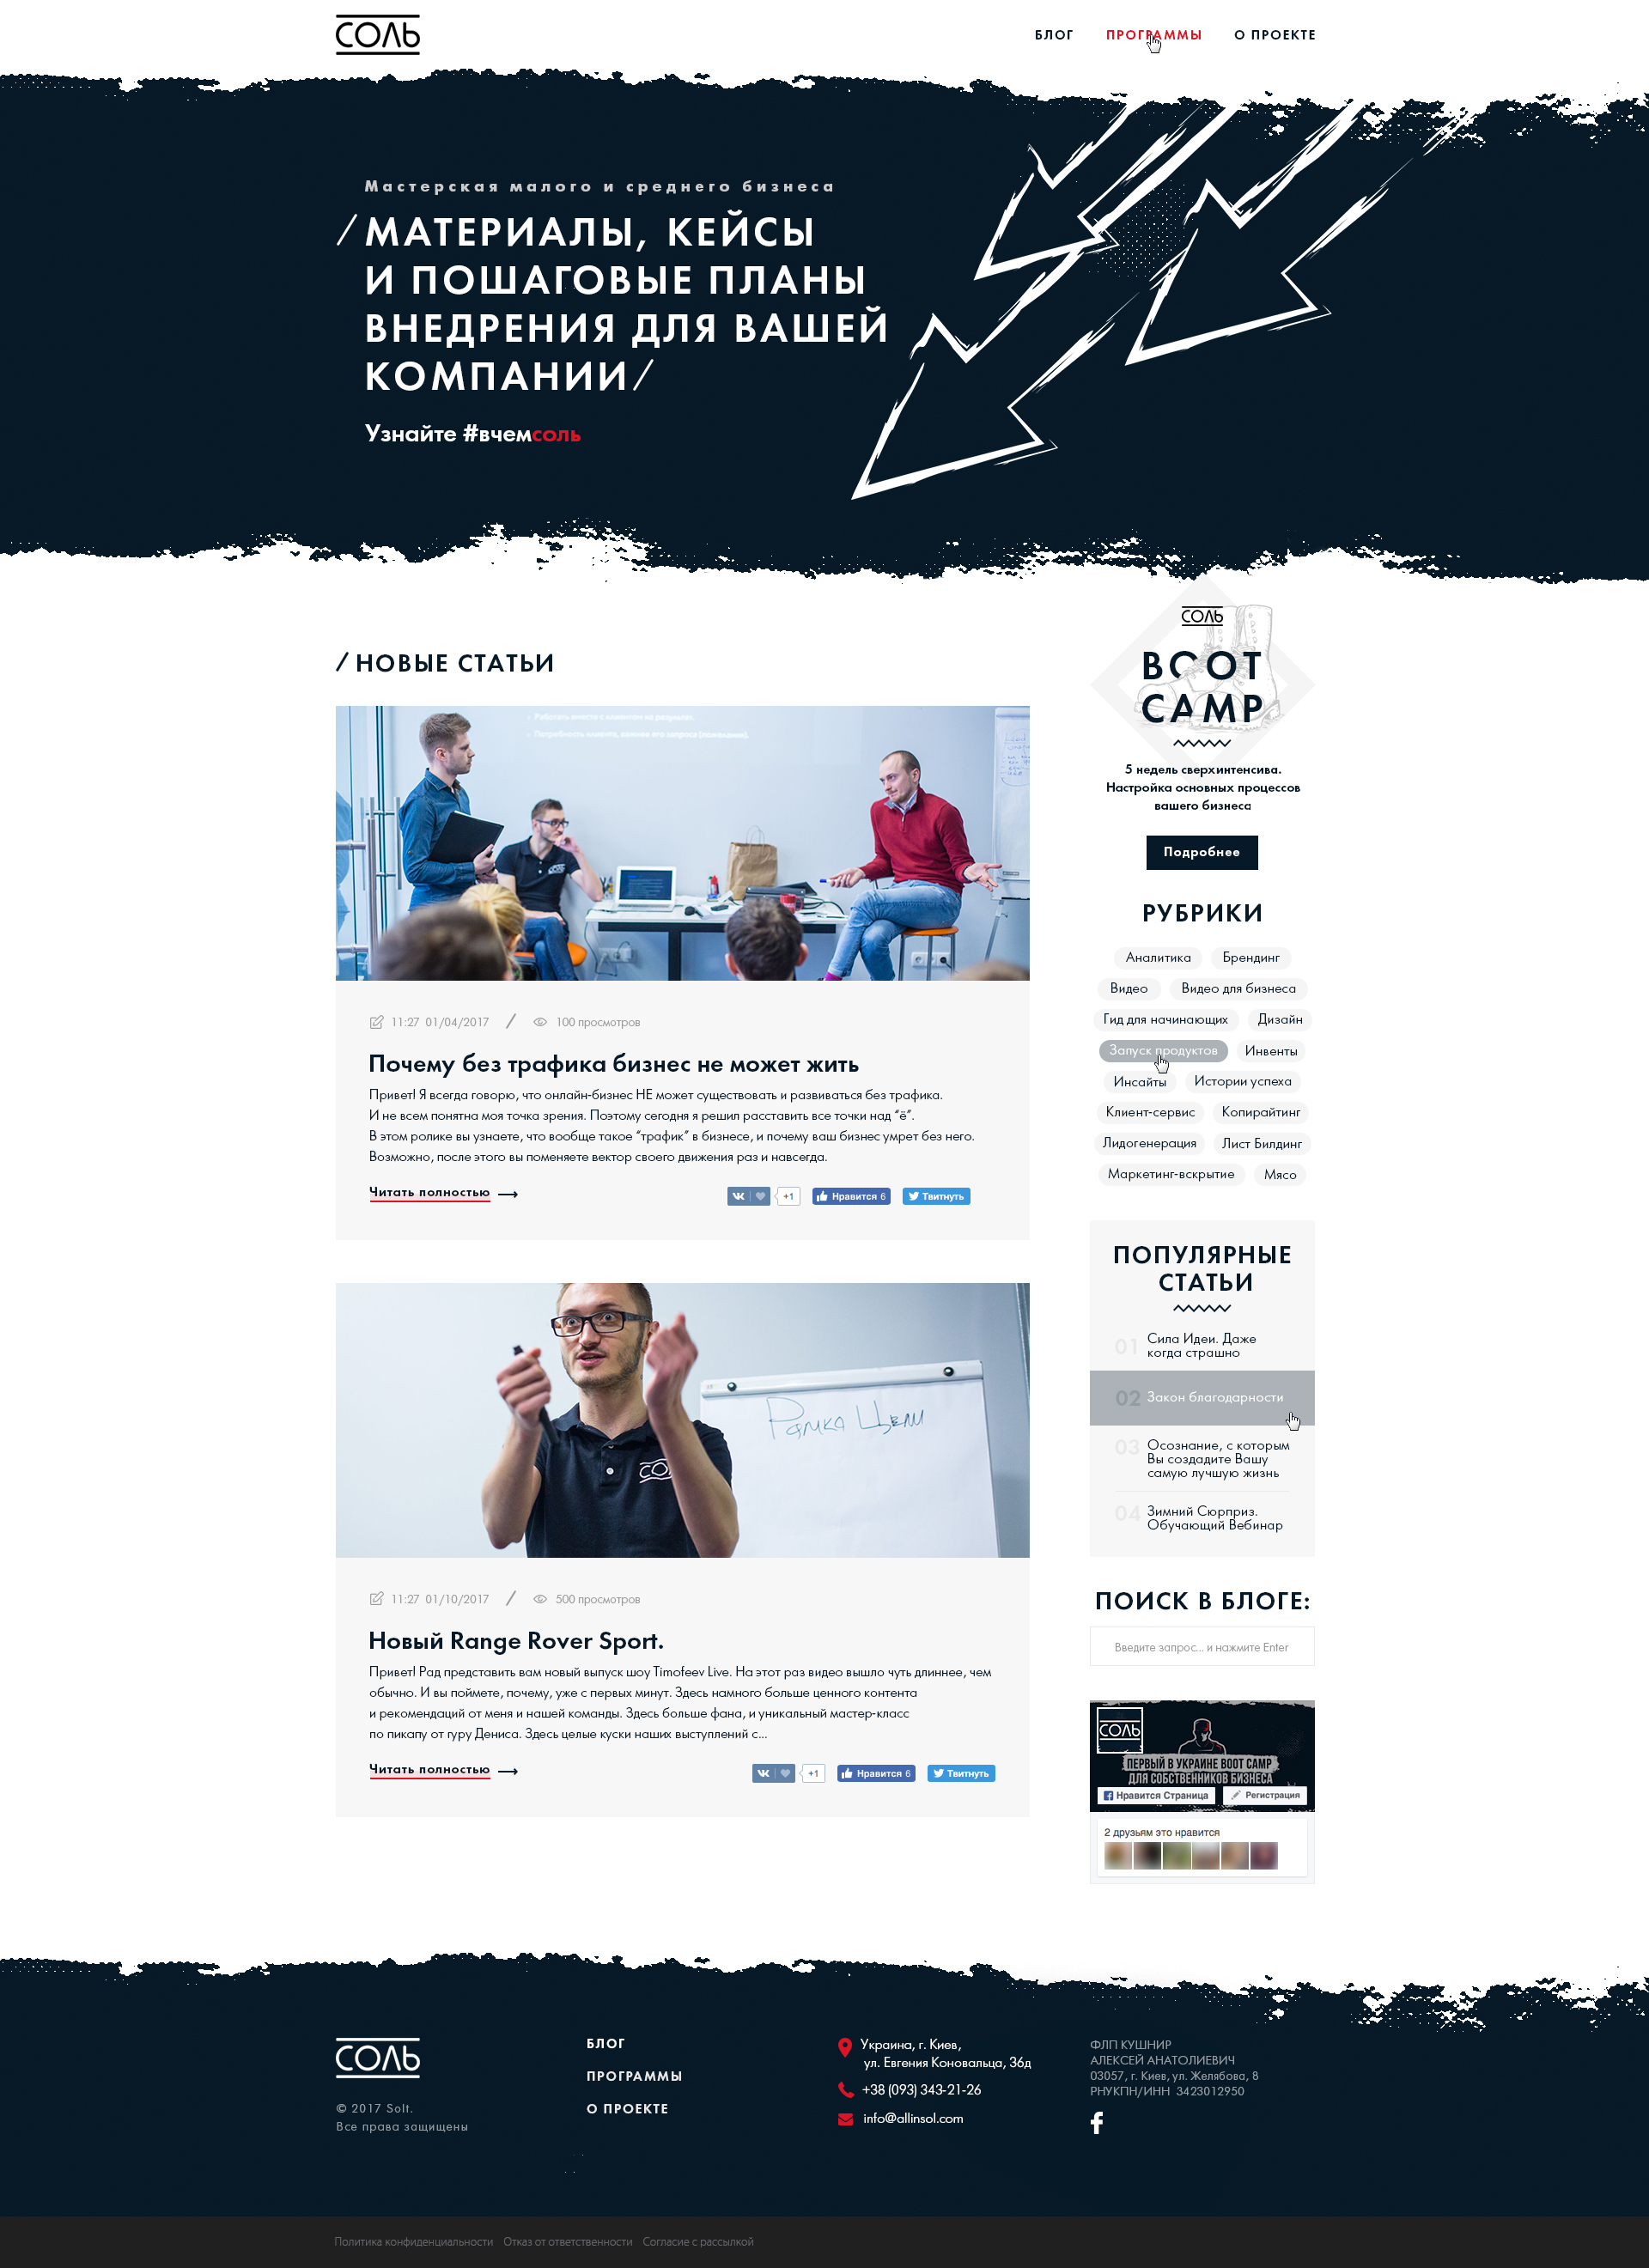 СОЛЬ
БЛОГ ПРОГРАММЫ О ПРОЕКТЕ
Мастерская малого и среднего бизнеса
/МАТЕРИАЛЫ, КЕЙСЫ
И ПОШАГОВЫЕ ПЛАНЫ
ВНЕДРЕНИЯ ДЛЯ ВАШЕЙ
КОМПАНИИ/
Узнайте #вчемсоль
/ НОВЫЕ СТАТЬИ
Работать вместе с клиентом на результат.
11:27 01/04/2017 / 100 просмотров
Почему без трафика бизнес не может жить
Привет! Я всегда говорю, что онлайн-бизнес НЕ может существовать и развиваться без трафика.
И не всем понятна моя точка зрения. Поэтому сегодня я решил расставить все точки над “ё”.
В этом ролике вы узнаете, что вообще такое “трафик” в бизнесе, и почему ваш бизнес умрет без него.
Возможно, после этого вы поменяете вектор своего движения раз и навсегда.
Читать полностью
+1 Нравится 6 Твитнуть
Рамка Цели
СОЛЬ
11:27 01/10/2017 / 500 просмотров
Новый Range Rover Sport.
Привет! Рад представить вам новый выпуск шоу Timofeev Live. На этот раз видео вышло чуть длиннее, чем
обычно. И вы поймете, почему, уже с первых минут. Здесь намного больше ценного контента
и рекомендаций от меня и нашей команды. Здесь больше фана, и уникальный мастер-класс
по пикапу от гуру Дениса. Здесь целые куски наших выступлений с...
Читать полностью
+1 Нравится 6 Твитнуть
СОЛЬ
BOOT
CAMP
5 недель сверхинтенсива.
Настройка основных процессов
вашего бизнеса
Подробнее
РУБРИКИ
Аналитика Брендинг
Видео Видео для бизнеса
Гид для начинающих Дизайн
Запуск продуктов Инвенты
Инсайты Истории успеха
Клиент-сервис Копирайтинг
Лидогенерация Лист Билдинг
Маркетинг-вскрытие Мясо
ПОПУЛЯРНЫЕ
СТАТЬИ
01 Сила Идеи. Даже
когда страшно
02 Закон благодарности
03 Осознание, с которым
Вы создадите Вашу
самую лучшую жизнь
04 Зимний Сюрприз.
Обучающий Вебинар
ПОИСК В БЛОГЕ:
Введите запрос... и нажмите Enter
СОЛЬ
ПЕРВЫЙ В УКРАИНЕ BOOT CAMP
ДЛЯ СОБСТВЕННИКОВ БИЗНЕСА
Нравится Страница Регистрация
2 друзьям это нравится
СОЛЬ
© 2017 Solt.
Все права защищены
БЛОГ
ПРОГРАММЫ
О ПРОЕКТЕ
Украина, г. Киев,
ул. Евгения Коновальца, 36д
+38 (093) 343-21-26
info@allinsol.com
ФЛП КУШНИР
АЛЕКСЕЙ АНАТОЛИЕВИЧ
03057, г. Киев, ул. Желябова, 8
РНУКПН/ИНН 3423012950
Политика конфиденциальности Отказ от ответственности Согласие с рассылкой